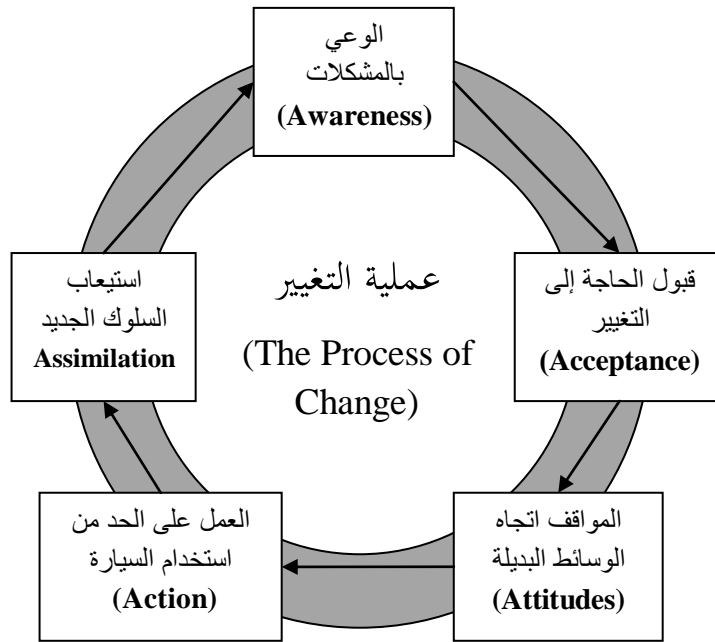 الوعي
بالمشكلات
(Awareness)
عملية التغيير
(The Process of
Change)
قبول الحاجة إلى
التغيير
(Acceptance)
المواقف اتجاه
الوسائط البديلة
(Attitudes)
العمل على الحد من
استخدام السيارة
(Action)
استيعاب
السلوك الجديد
Assimilation